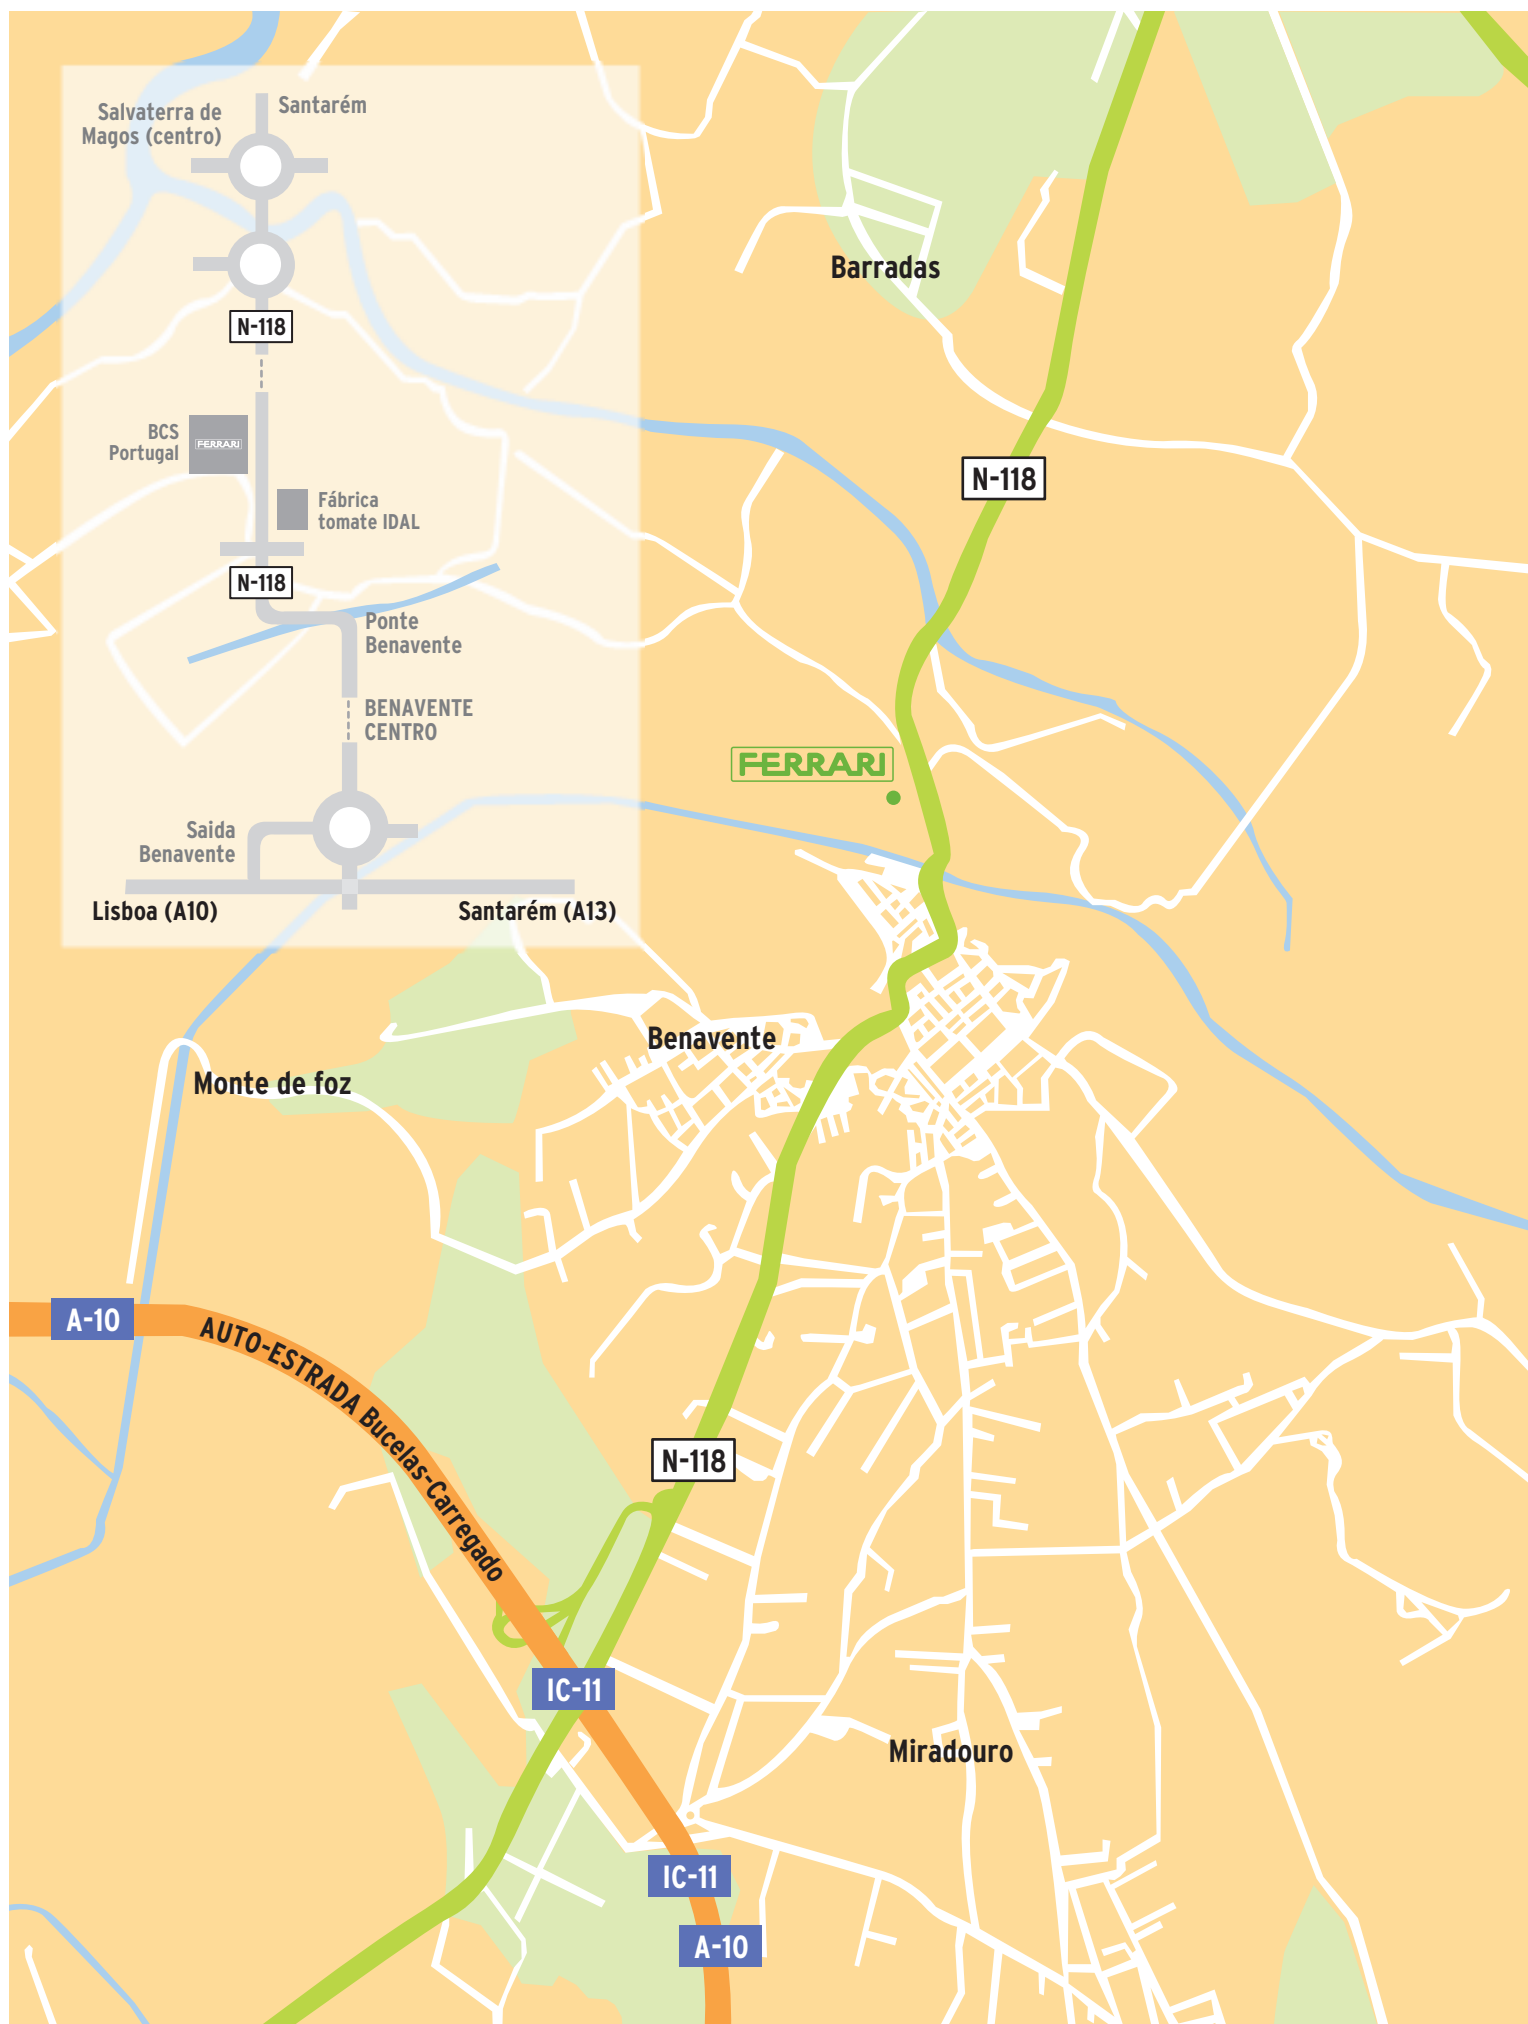 Santarém
Salvaterra de
Magos (centro)
N-118
BCS
Portugal
FERRARI
Fábrica
tomate IDAL
N-118
Ponte
Benavente
BENAVENTE
CENTRO
Saida
Benavente
Lisboa (A10)
Santarém (A13)
Barradas
N-118
FERRARI
Benavente
Monte de foz
A-10
AUTO-ESTRADA Bucelas-Carregado
N-118
IC-11
Miradouro
IC-11
A-10